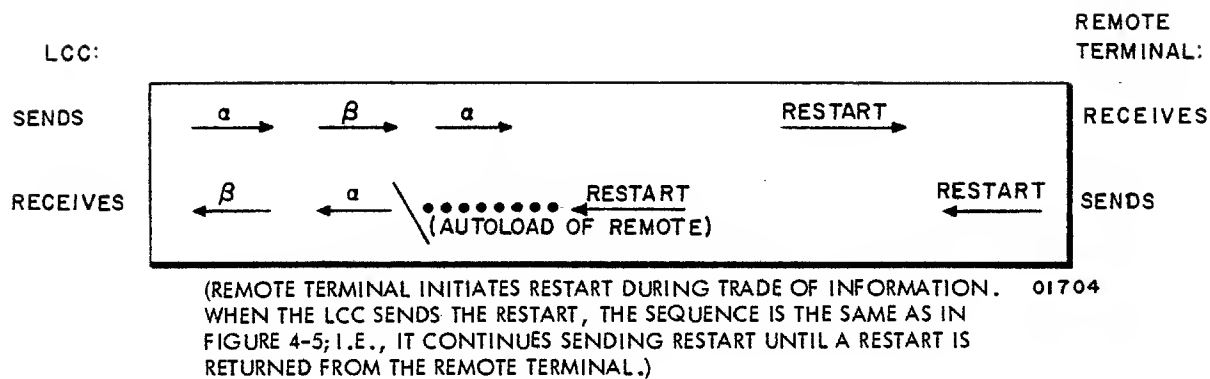 LCC:
REMOTE
TERMINAL:
SENDS α β α RESTART RECEIVES
RECEIVES β α RESTART RESTART SENDS
(AUTOLOAD OF REMOTE)
(REMOTE TERMINAL INITIATES RESTART DURING TRADE OF INFORMATION. 01704
WHEN THE LCC SENDS THE RESTART, THE SEQUENCE IS THE SAME AS IN
FIGURE 4-5; I.E., IT CONTINUES SENDING RESTART UNTIL A RESTART IS
RETURNED FROM THE REMOTE TERMINAL.)